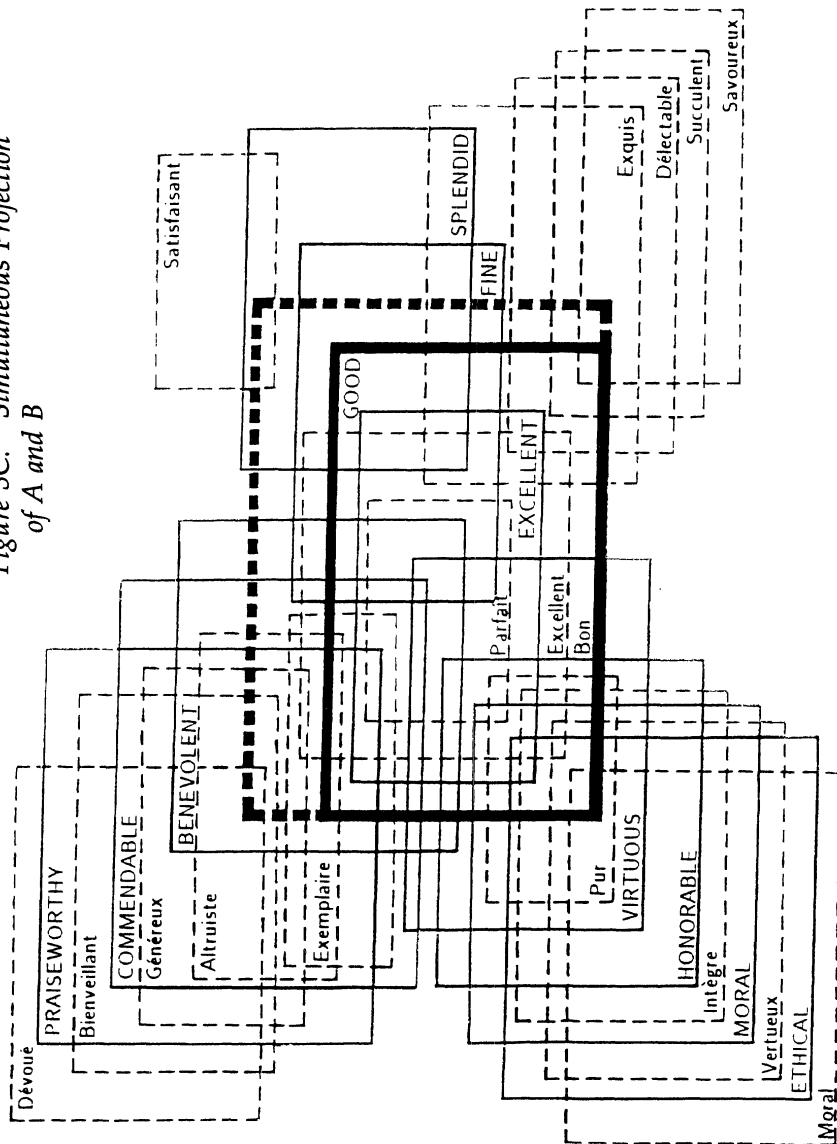 Figure 3C. Simultaneous Projection
of A and B
Dévoué
PRAISEWORTHY
Bienveillant
COMMENDABLE
Généreux
BENEVOLENT
Altruiste
Exemplaire
Satisfaisant
SPLENDID
FINE
GOOD
EXCELLENT
Parfait
Excellent
Bon
Exquis
Délectable
Succulent
Savoureux
Pur
VIRTUOUS
HONORABLE
Intègre
MORAL
Vertueux
ETHICAL
Moral